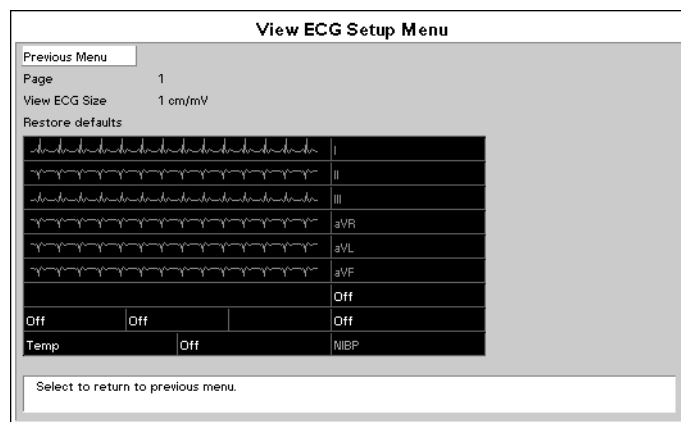 View ECG Setup Menu
Previous Menu
Page 1
View ECG Size 1 cm/mV
Restore defaults
I
II
III
aVR
aVL
aVF
Off
Off Off Off
Temp Off NIBP
Select to return to previous menu.